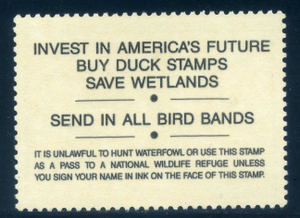 INVEST IN AMERICA'S FUTURE
BUY DUCK STAMPS
SAVE WETLANDS
SEND IN ALL BIRD BANDS
IT IS UNLAWFUL TO HUNT WATERFOWL OR USE THIS STAMP
AS A PASS TO A NATIONAL WILDLIFE REFUGE UNLESS
YOU SIGN YOUR NAME IN INK ON THE FACE OF THIS STAMP.